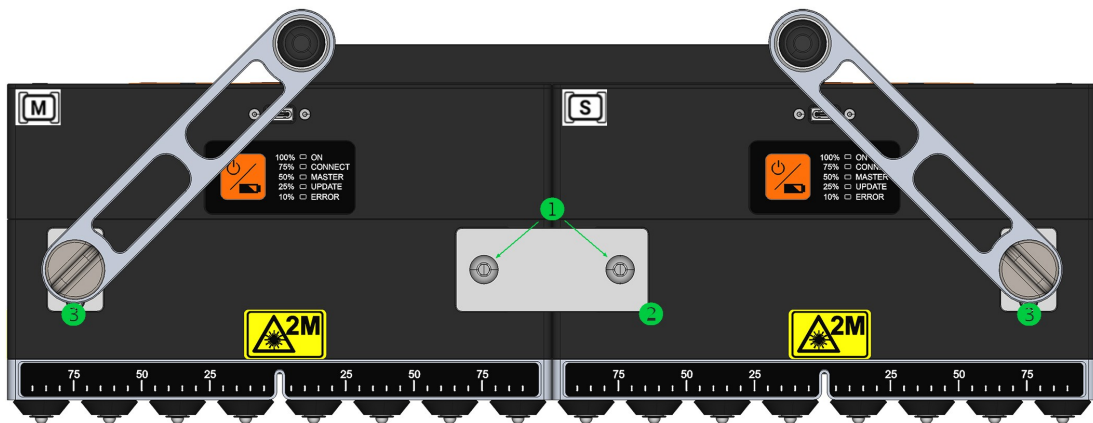 M
S
100% ON
75% CONNECT
50% MASTER
25% UPDATE
10% ERROR
100% ON
75% CONNE
50% MASTER
25% UPDATE
10% ERROR
1
2
3
3
2M
2M
75 50 25 25 50 75
75 50 25 25 50 75